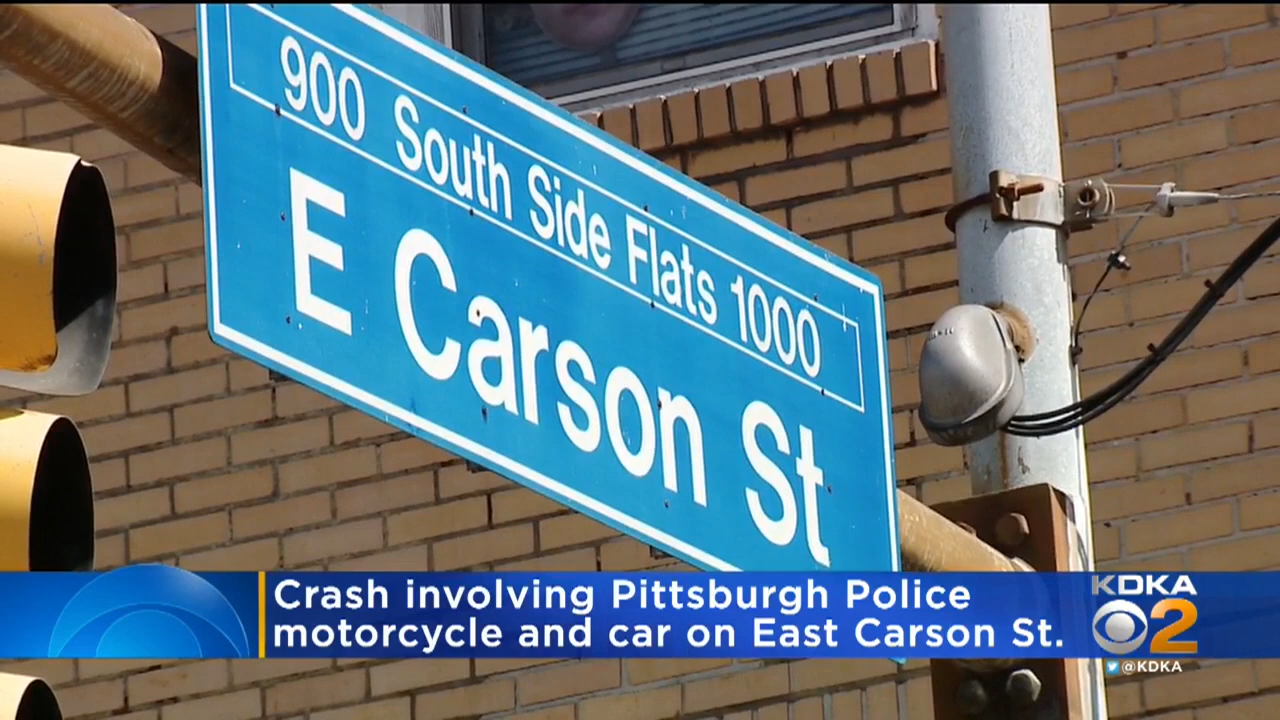 900 South Side Flats 1000
E Carson St
Crash involving Pittsburgh Police
motorcycle and car on East Carson St.
KDKA
2
@KDKA